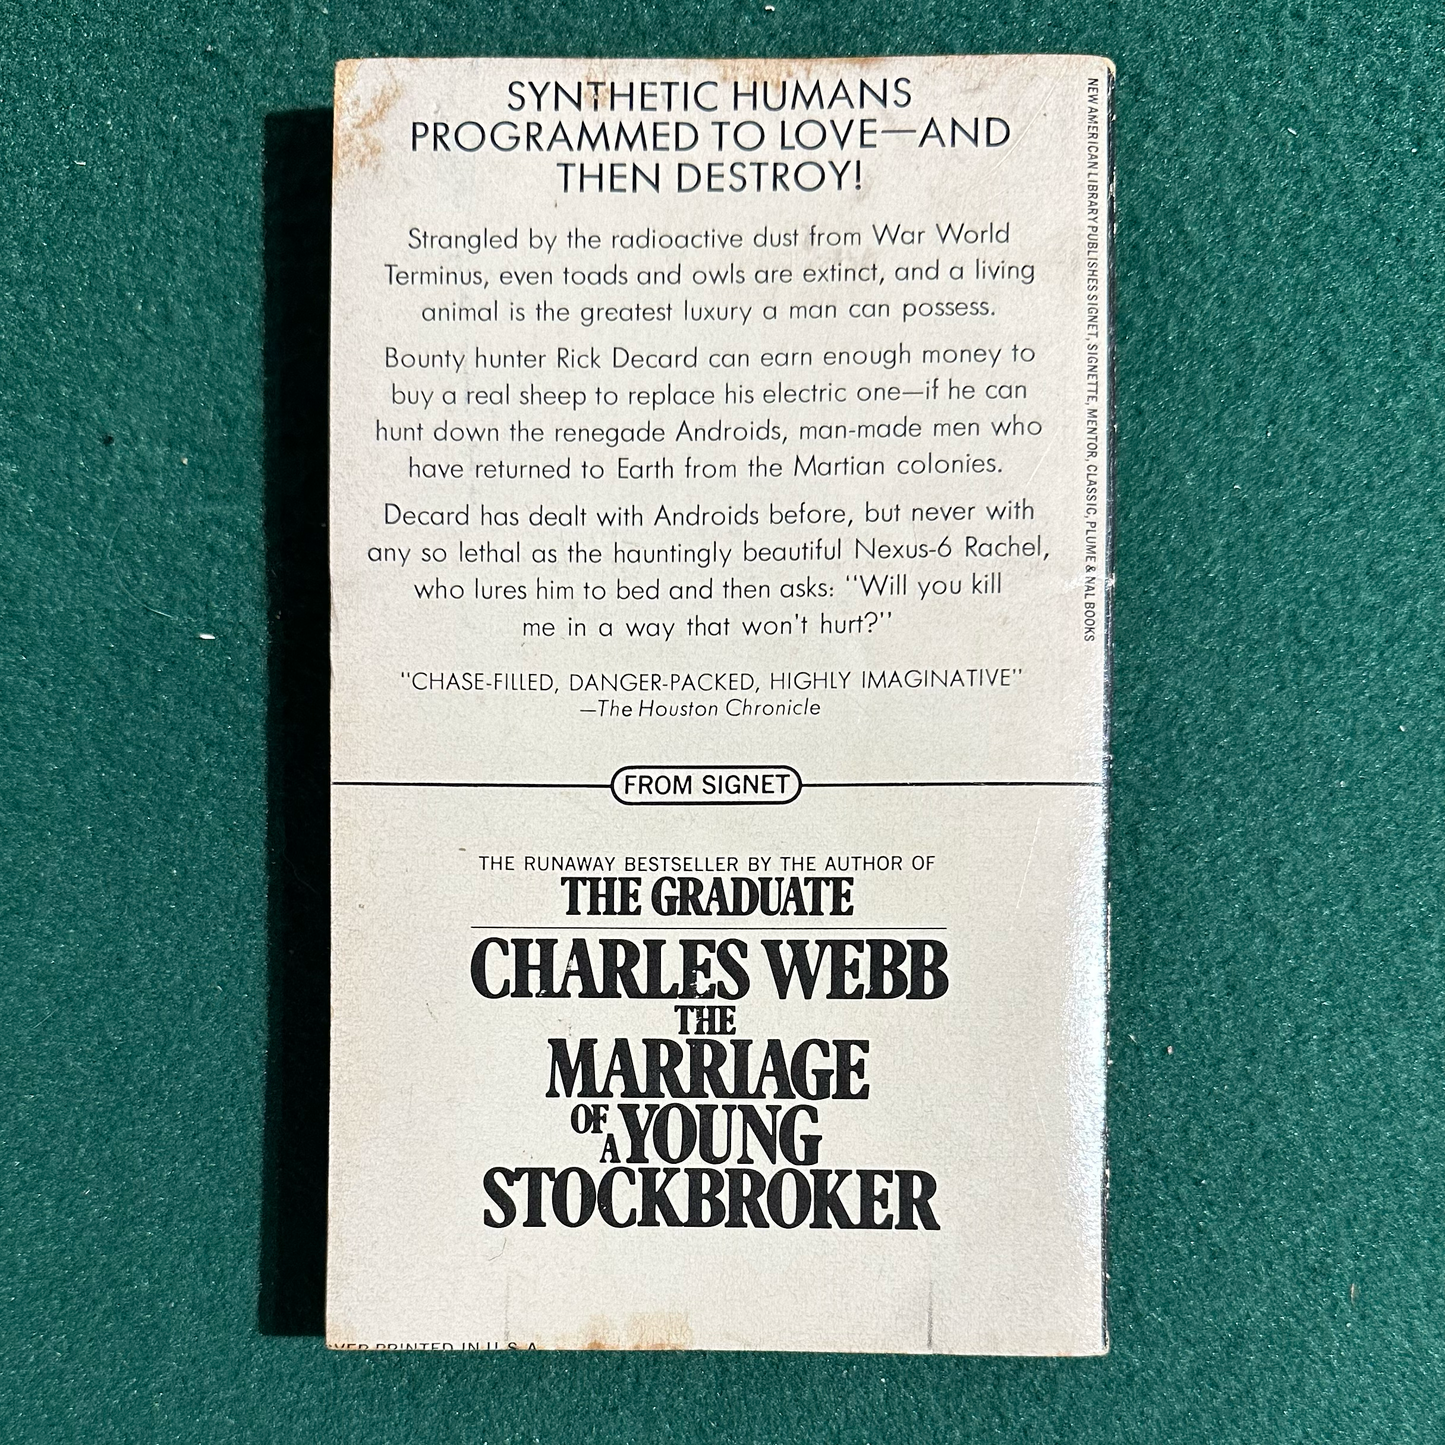 SYNTHETIC HUMANS
PROGRAMMED TO LOVE—AND
THEN DESTROY!
Strangled by the radioactive dust from War World
Terminus, even toads and owls are extinct, and a living
animal is the greatest luxury a man can possess.
Bounty hunter Rick Decard can earn enough money to
buy a real sheep to replace his electric one—if he can
hunt down the renegade Androids, man-made men who
have returned to Earth from the Martian colonies.
Decard has dealt with Androids before, but never with
any so lethal as the hauntingly beautiful Nexus-6 Rachel,
who lures him to bed and then asks: "Will you kill
me in a way that won't hurt?"
"CHASE-FILLED, DANGER-PACKED, HIGHLY IMAGINATIVE"
—The Houston Chronicle
FROM SIGNET
THE RUNAWAY BESTSELLER BY THE AUTHOR OF
THE GRADUATE
CHARLES WEBB
THE
MARRIAGE
OF A YOUNG
STOCKBROKER
PRINTED IN U.S.A.
NEW AMERICAN LIBRARY PUBLISHES SIGNET, SIGNETTE, MENTOR, CLASSIC, PLUME & NAL BOOKS